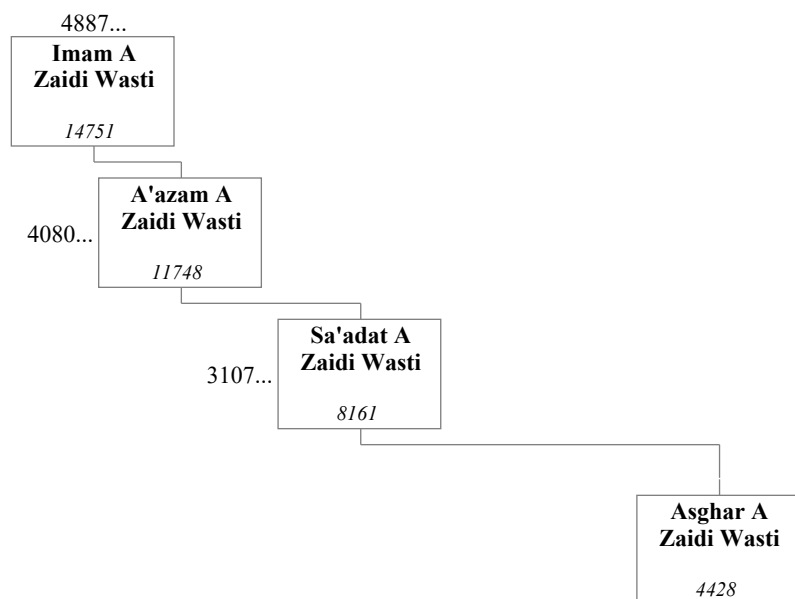 4887...
Imam A
Zaidi Wasti
14751
A'azam A
Zaidi Wasti
4080...
11748
Sa'adat A
Zaidi Wasti
3107...
8161
Asghar A
Zaidi Wasti
4428